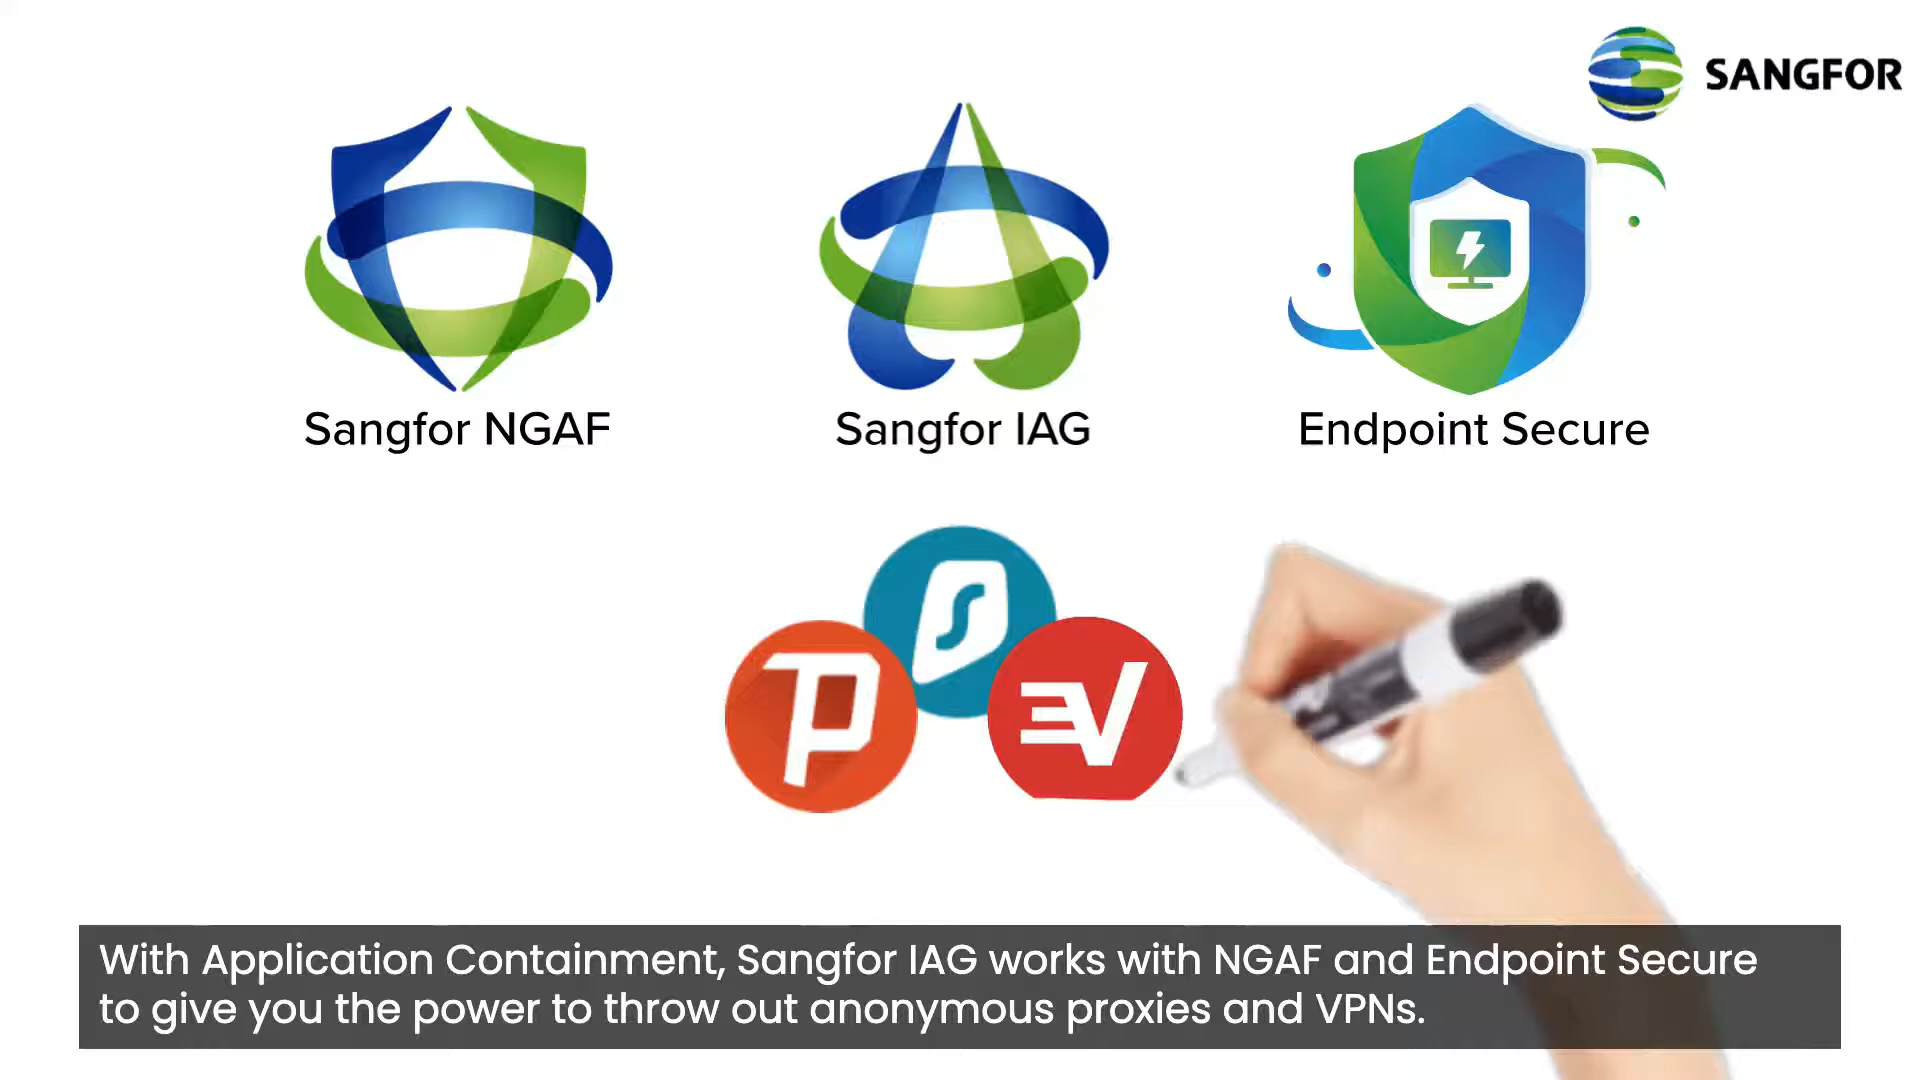 SANGFOR
Sangfor NGAF
Sangfor IAG
Endpoint Secure
S
P
EV
With Application Containment, Sangfor IAG works with NGAF and Endpoint Secure
to give you the power to throw out anonymous proxies and VPNs.